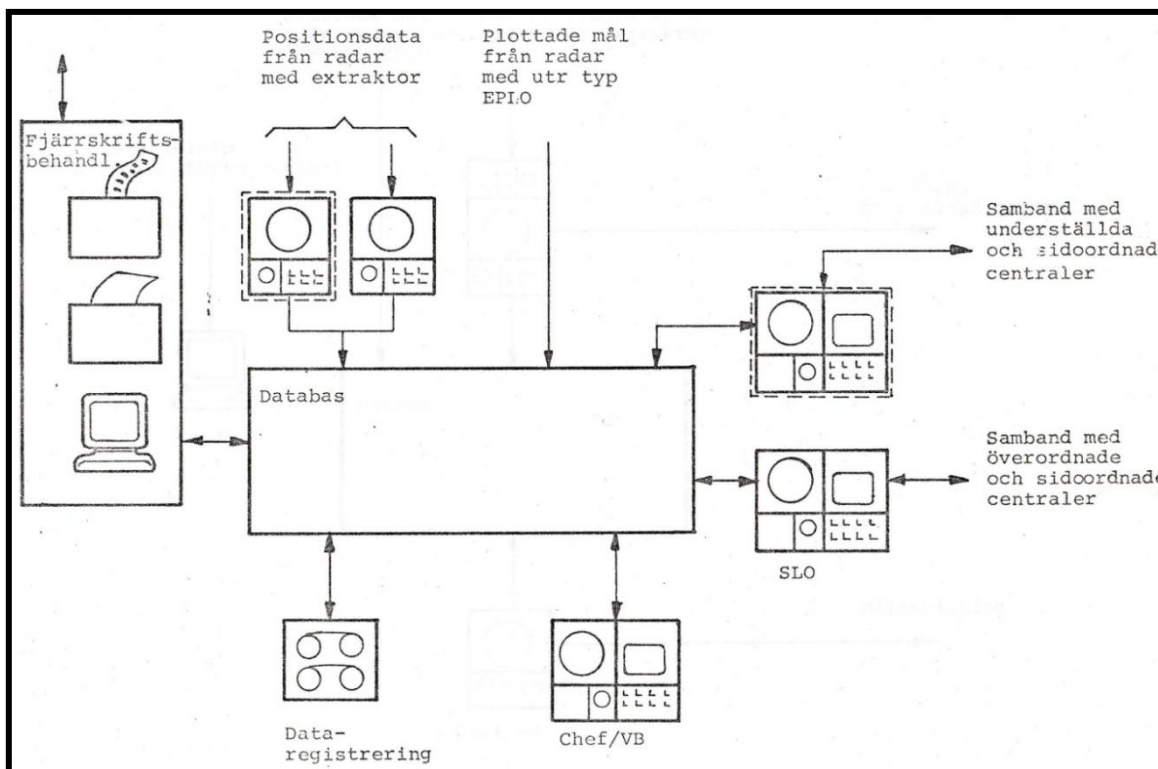 Positionsdata
från radar
med extraktor
Plottade mål
från radar
med utr typ
EPLO
Fjärrskrifts-
behandl.
Samband med
underställda
och sidoordnad
centraler
Databas
Samband med
överordnade
och sidoordnade
centraler
SLO
Data-
registrering
Chef/VB